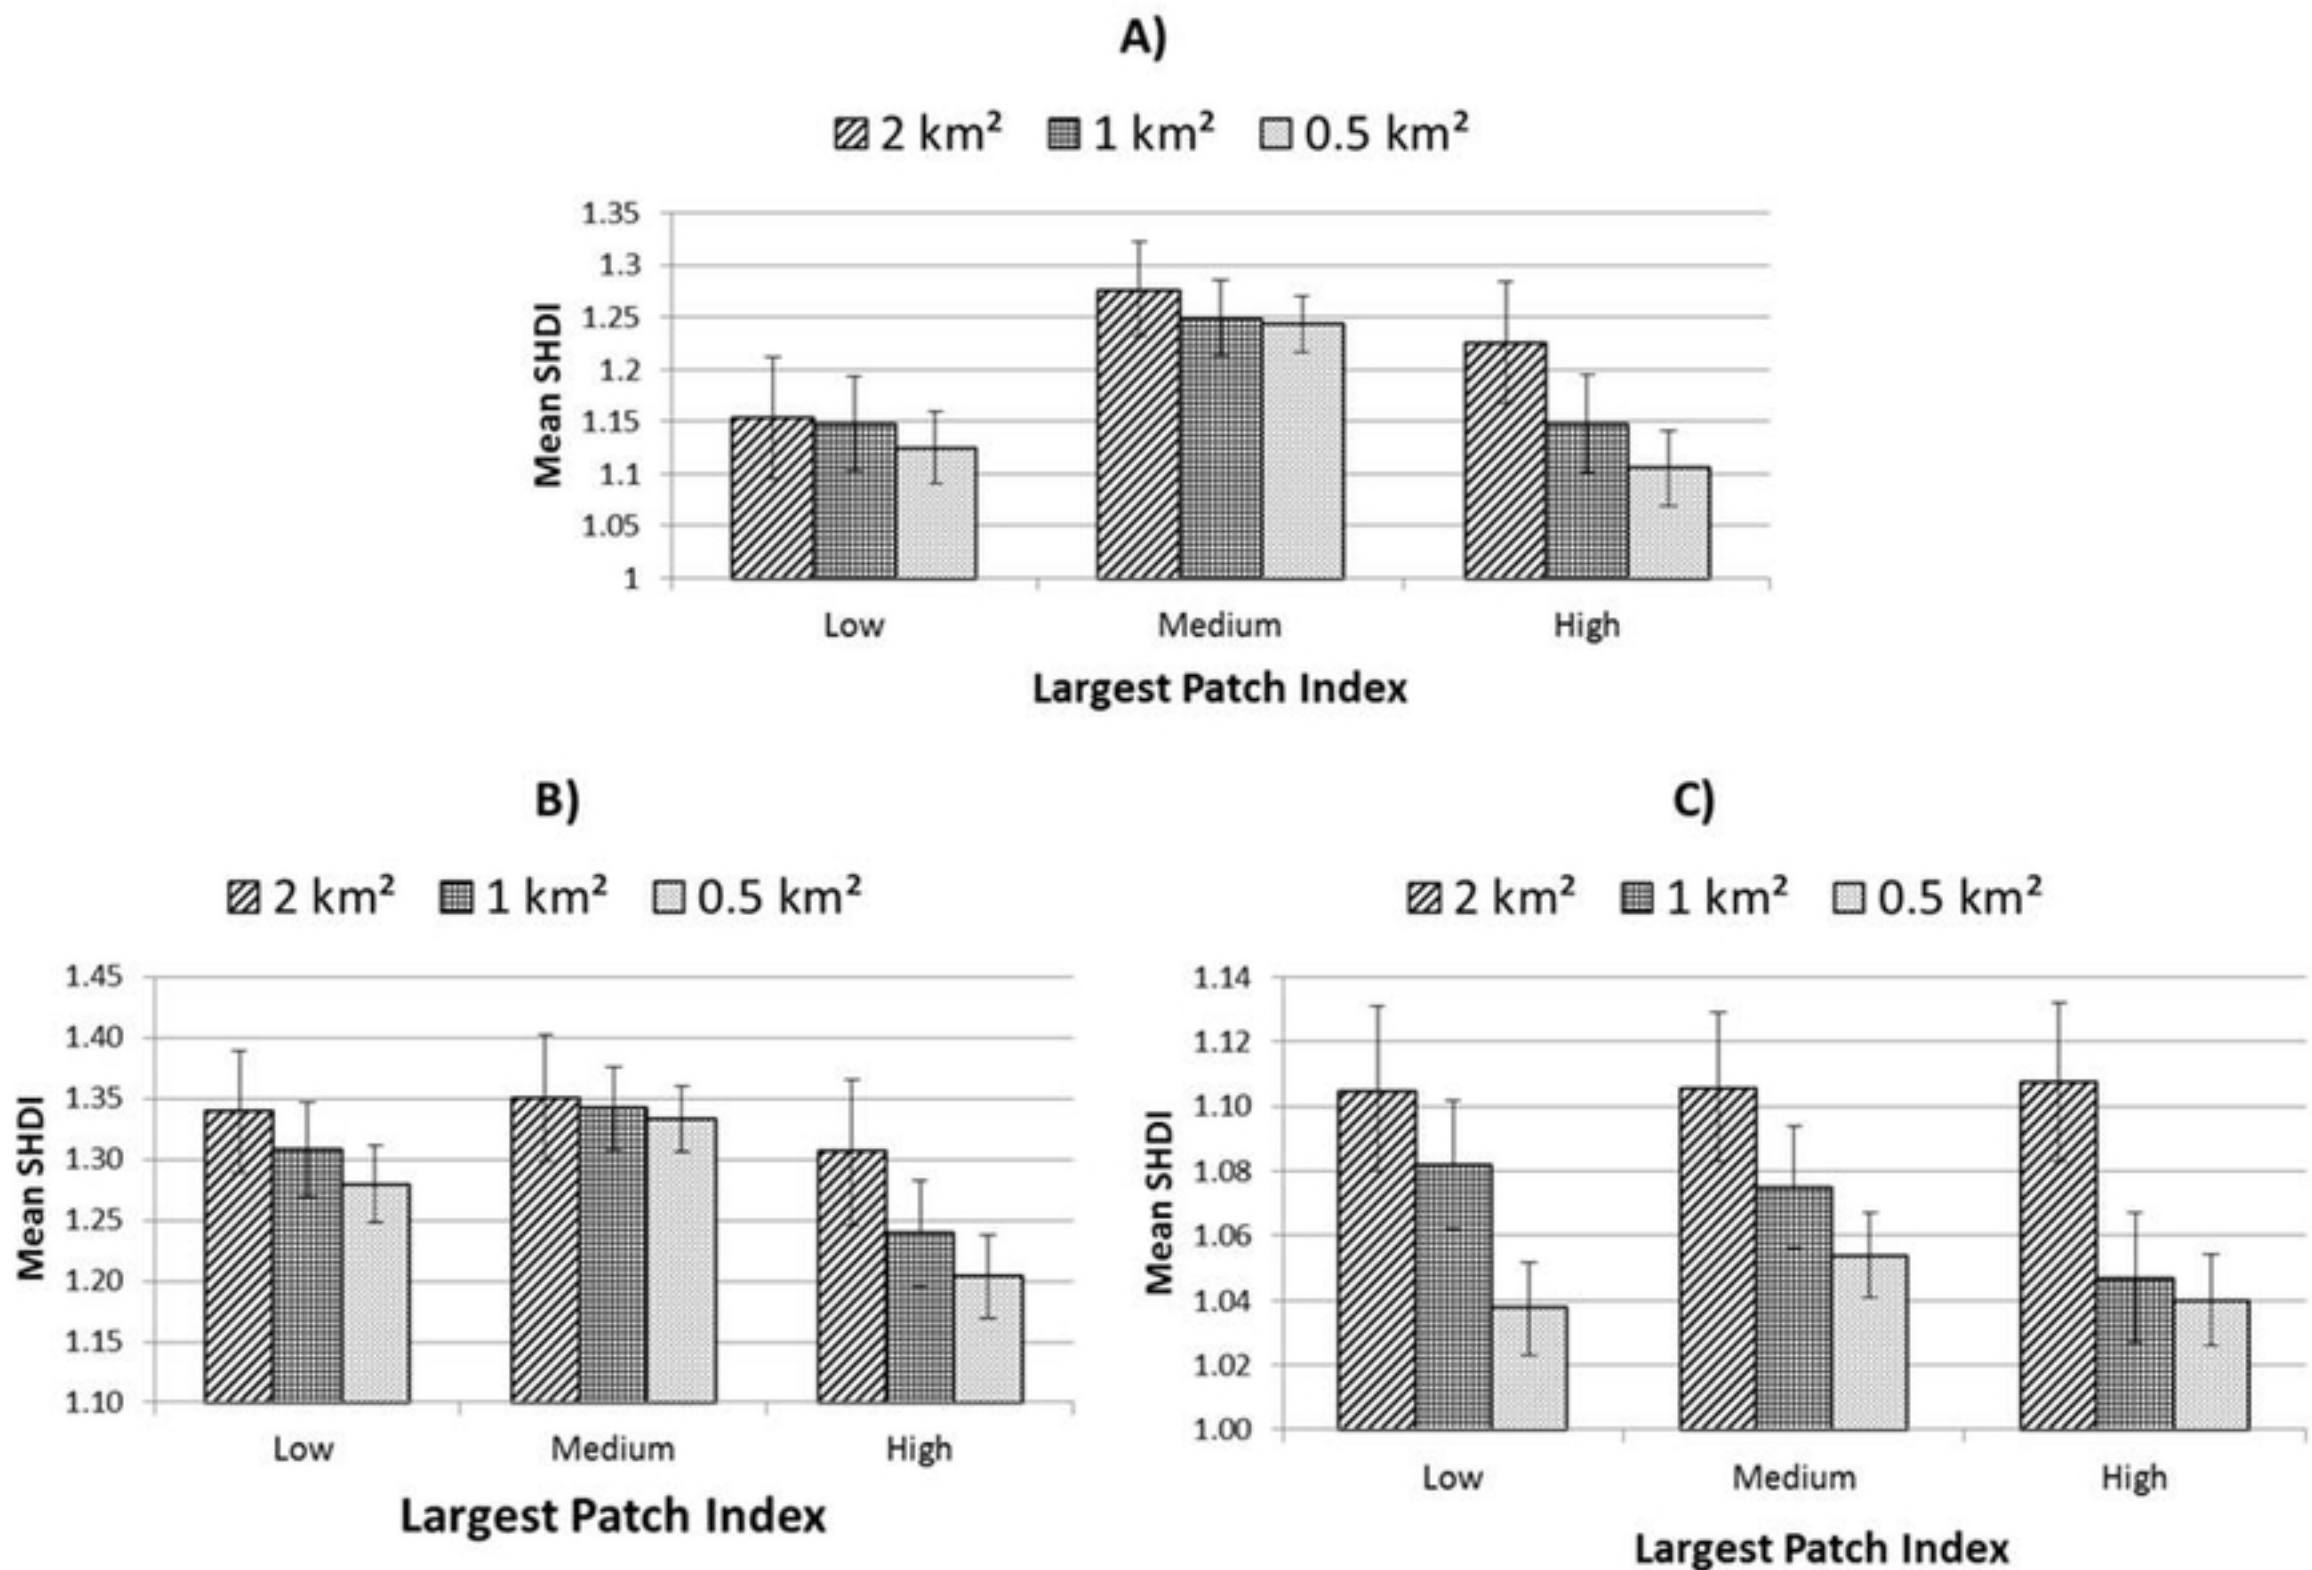 A)
2 km² 1 km² 0.5 km²
1.35
1.3
1.25
1.2
1.15
1.1
1.05
1
Mean SHDI
Low Medium High
Largest Patch Index
B)
2 km² 1 km² 0.5 km²
1.45
1.40
1.35
1.30
1.25
1.20
1.15
1.10
Mean SHDI
Low Medium High
Largest Patch Index
C)
2 km² 1 km² 0.5 km²
1.14
1.12
1.10
1.08
1.06
1.04
1.02
1.00
Mean SHDI
Low Medium High
Largest Patch Index